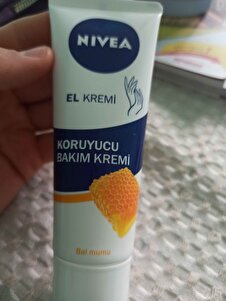 NIVEA
EL KREMİ
KORUYUCU
BAKIM KREMİ
Bal mumu